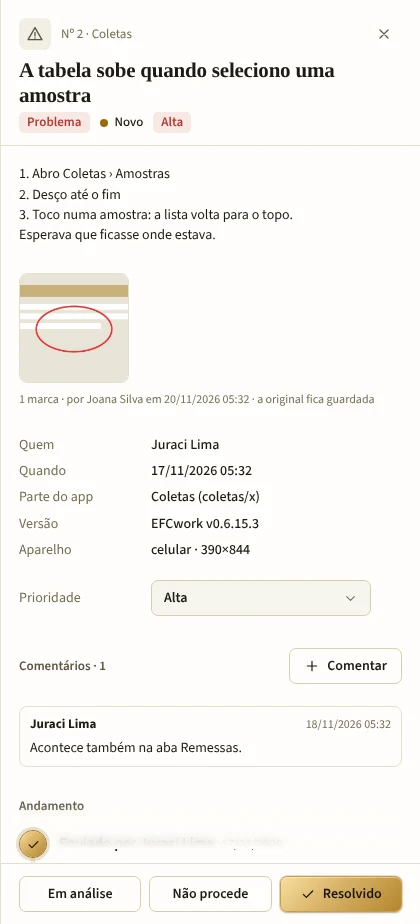 Nº 2 · Coletas
A tabela sobe quando seleciono uma
amostra
Problema
Novo
Alta
1. Abro Coletas › Amostras
2. Desço até o fim
3. Toco numa amostra: a lista volta para o topo.
Esperava que ficasse onde estava.
1 marca · por Joana Silva em 20/11/2026 05:32 · a original fica guardada
Quem Juraci Lima
Quando 17/11/2026 05:32
Parte do app Coletas (coletas/x)
Versão EFCwork v0.6.15.3
Aparelho celular · 390×844
Prioridade Alta
Comentários · 1 Comentar
Juraci Lima 18/11/2026 05:32
Acontece também na aba Remessas.
Andamento
Em análise Não procede Resolvido